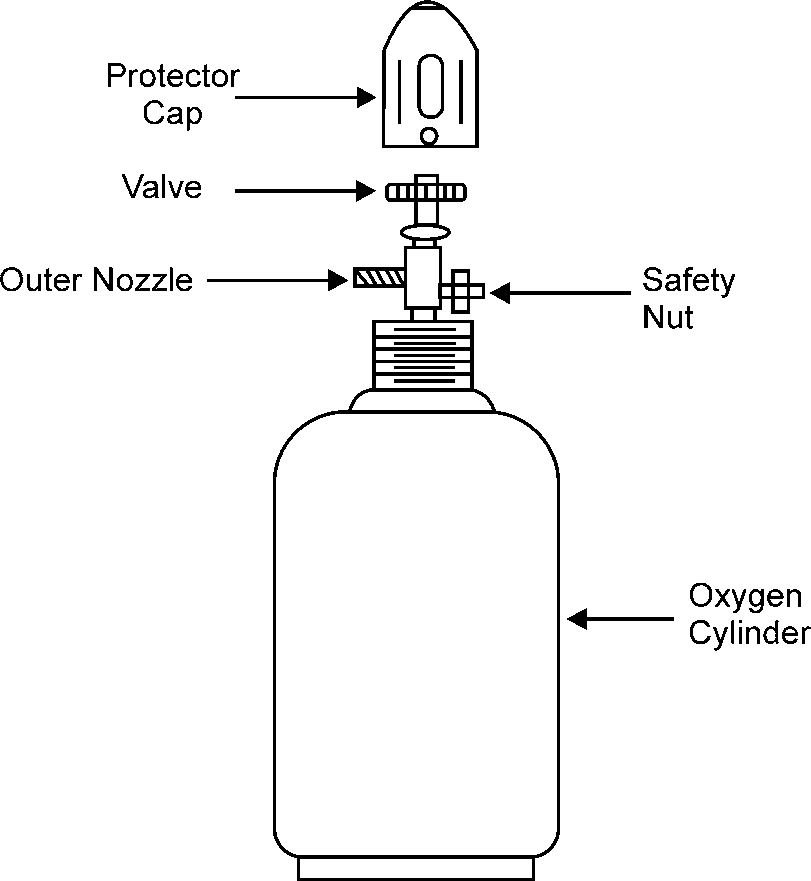 Protector
Cap
Valve
Outer Nozzle
Safety
Nut
Oxygen
Cylinder